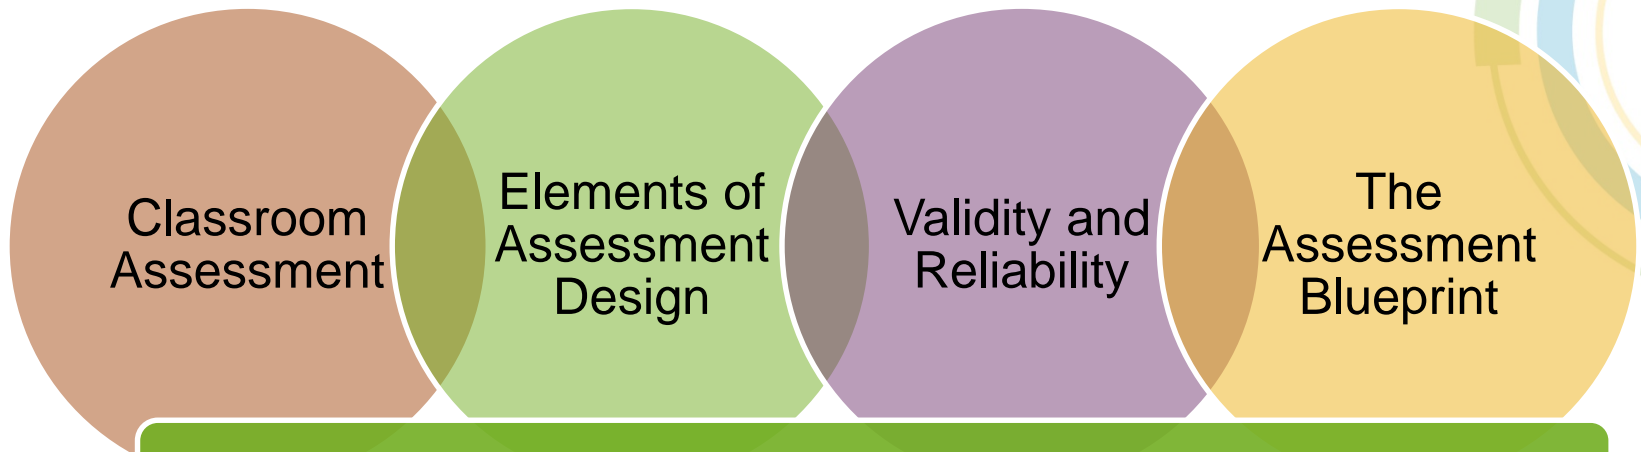 Classroom
Assessment
Elements of
Assessment
Design
Validity and
Reliability
The
Assessment
Blueprint